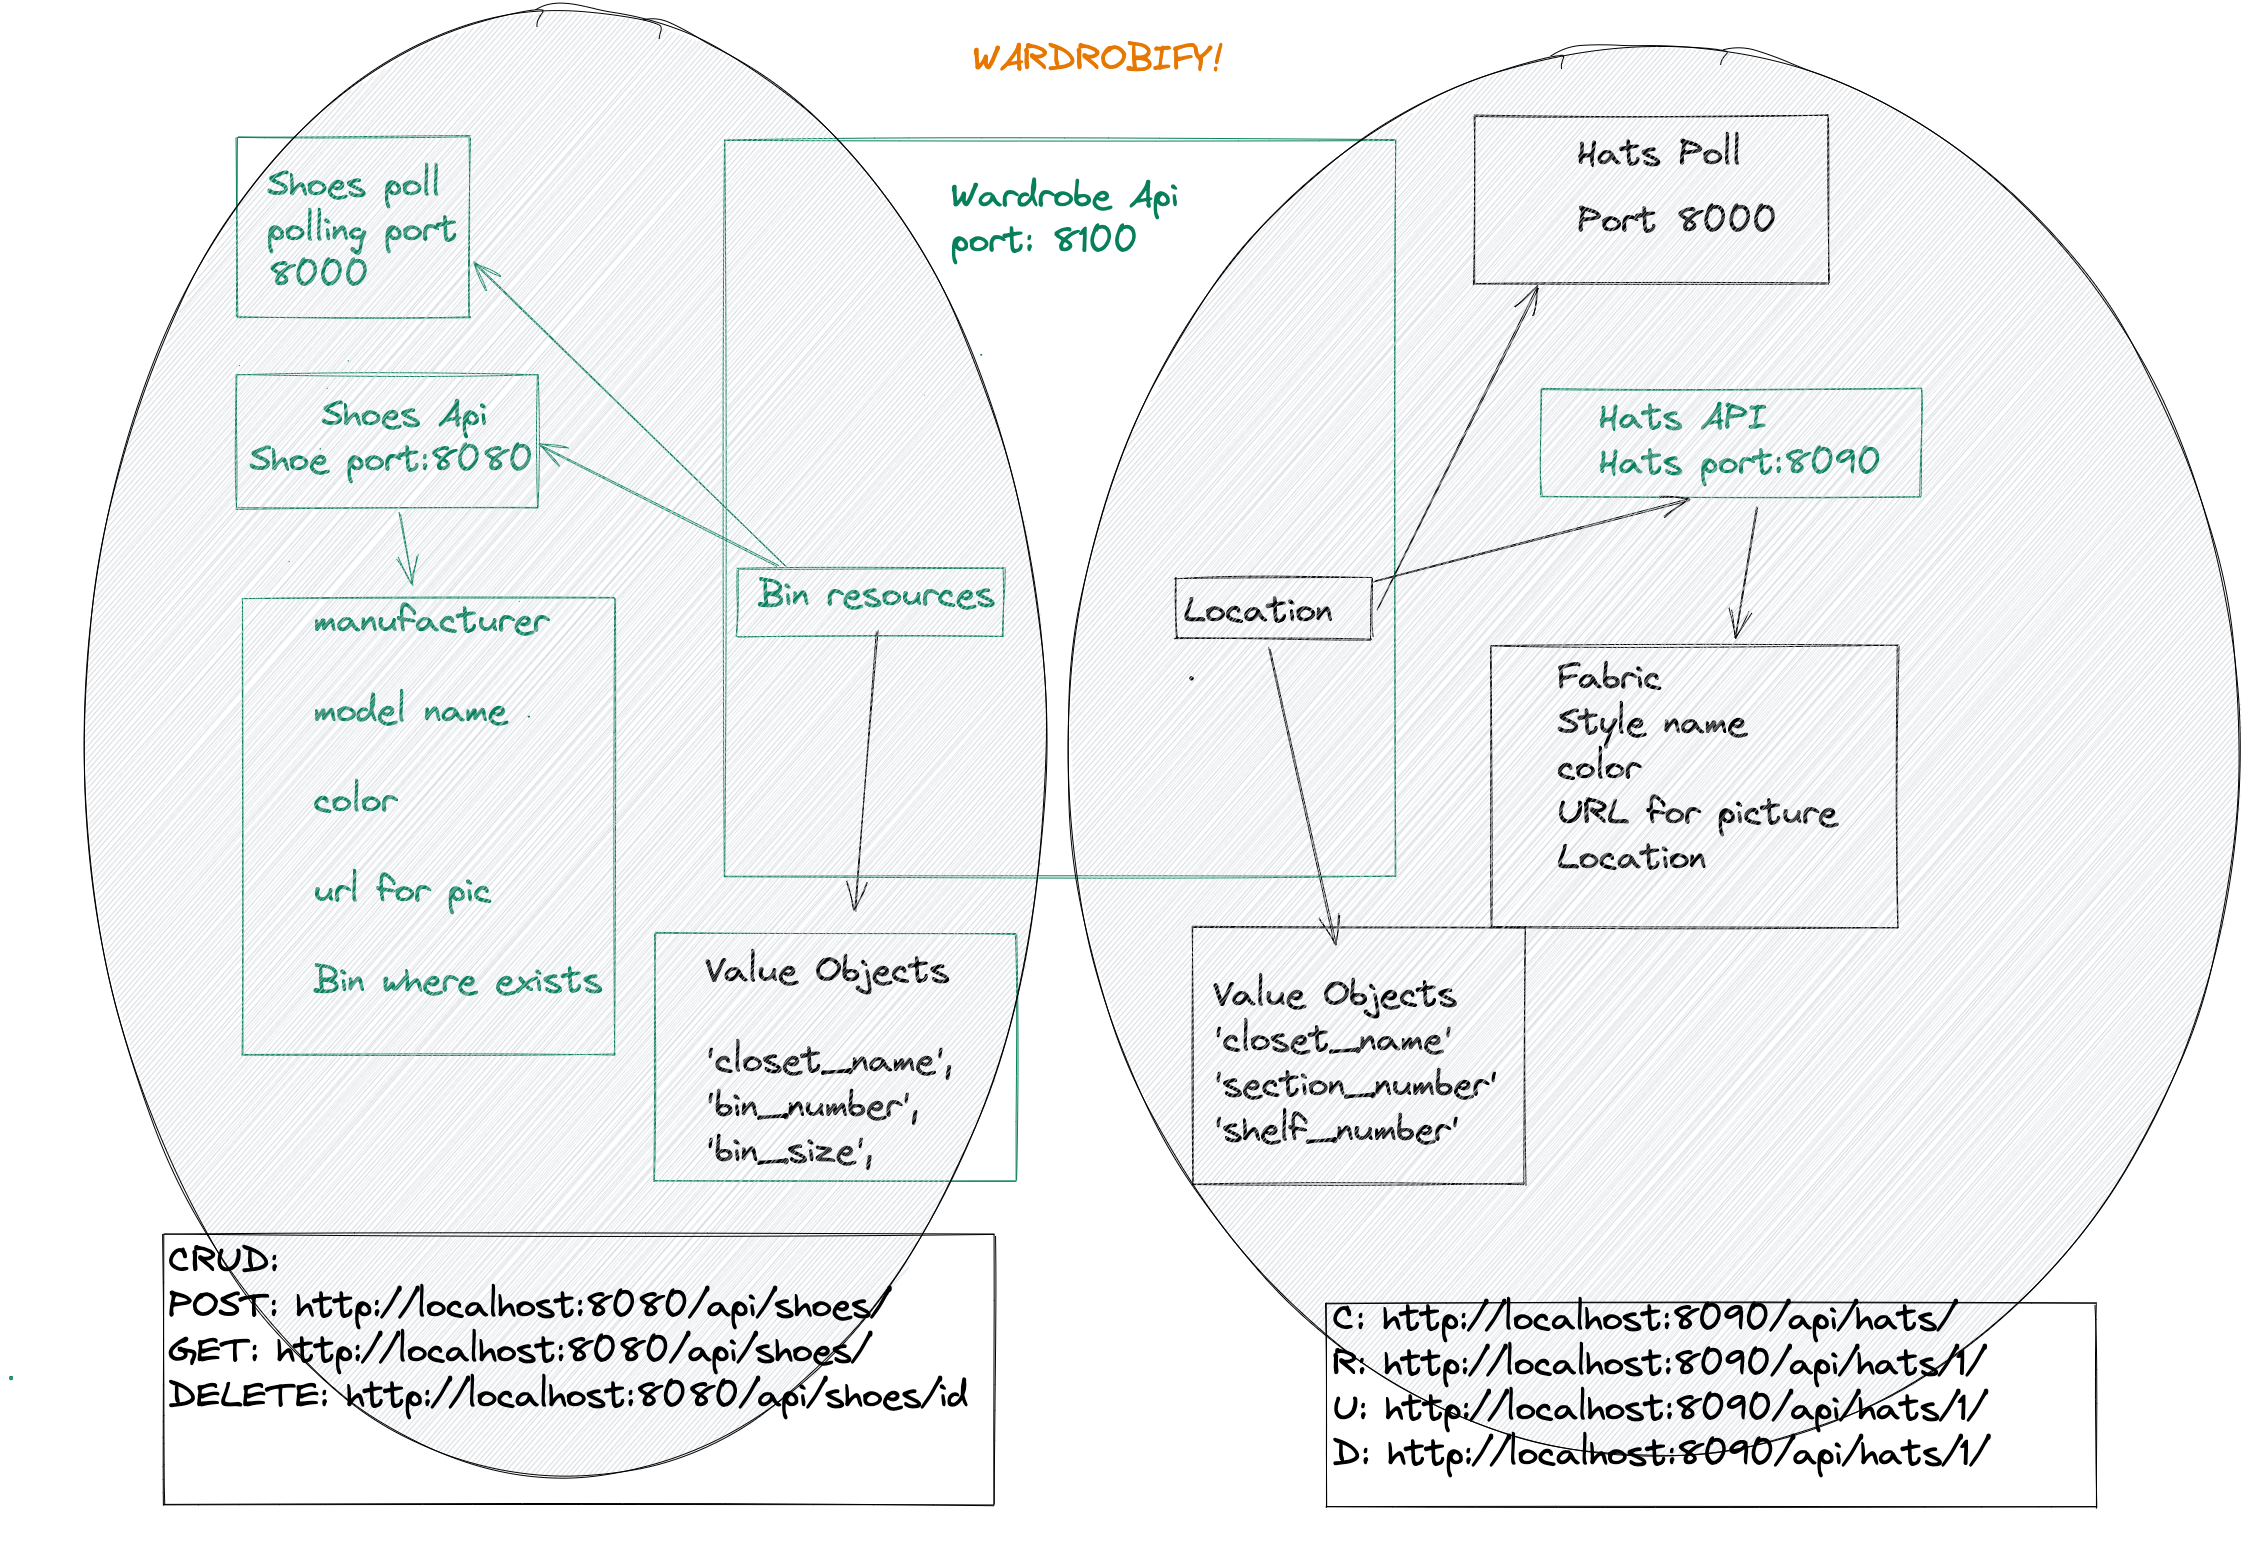 WARDROBIFY!
Shoes poll
polling port
8000
Wardrobe Api
port: 8100
Hats Poll
Port 8000
Shoes Api
Shoe port:8080
Hats API
Hats port:8090
Bin resources
Location
manufacturer
model name
color
url for pic
Bin where exists
Fabric
Style name
color
URL for picture
Location
Value Objects
'closet_name',
'bin_number',
'bin_size',
Value Objects
'closet_name'
'section_number'
'shelf_number'
CRUD:
POST: http://localhost:8080/api/shoes/
GET: http://localhost:8080/api/shoes/
DELETE: http://localhost:8080/api/shoes/id
C: http://localhost:8090/api/hats/
R: http://localhost:8090/api/hats/1/
U: http://localhost:8090/api/hats/1/
D: http://localhost:8090/api/hats/1/